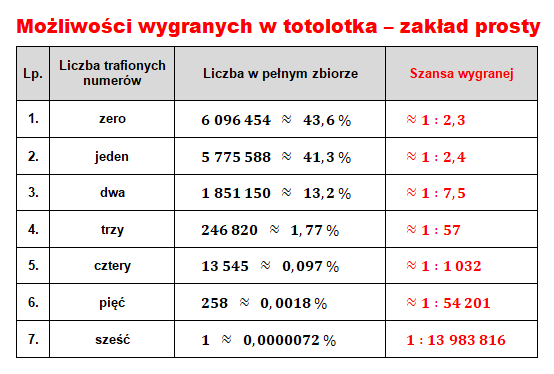 Możliwości wygranych w totolotka – zakład prosty
Lp. Liczba trafionych numerów Liczba w pełnym zbiorze Szansa wygranej
1. zero 6 096 454 ≈ 43,6 % ≈ 1 : 2,3
2. jeden 5 775 588 ≈ 41,3 % ≈ 1 : 2,4
3. dwa 1 851 150 ≈ 13,2 % ≈ 1 : 7,5
4. trzy 246 820 ≈ 1,77 % ≈ 1 : 57
5. cztery 13 545 ≈ 0,097 % ≈ 1 : 1 032
6. pięć 258 ≈ 0,0018 % ≈ 1 : 54 201
7. sześć 1 ≈ 0,0000072 % 1 : 13 983 816